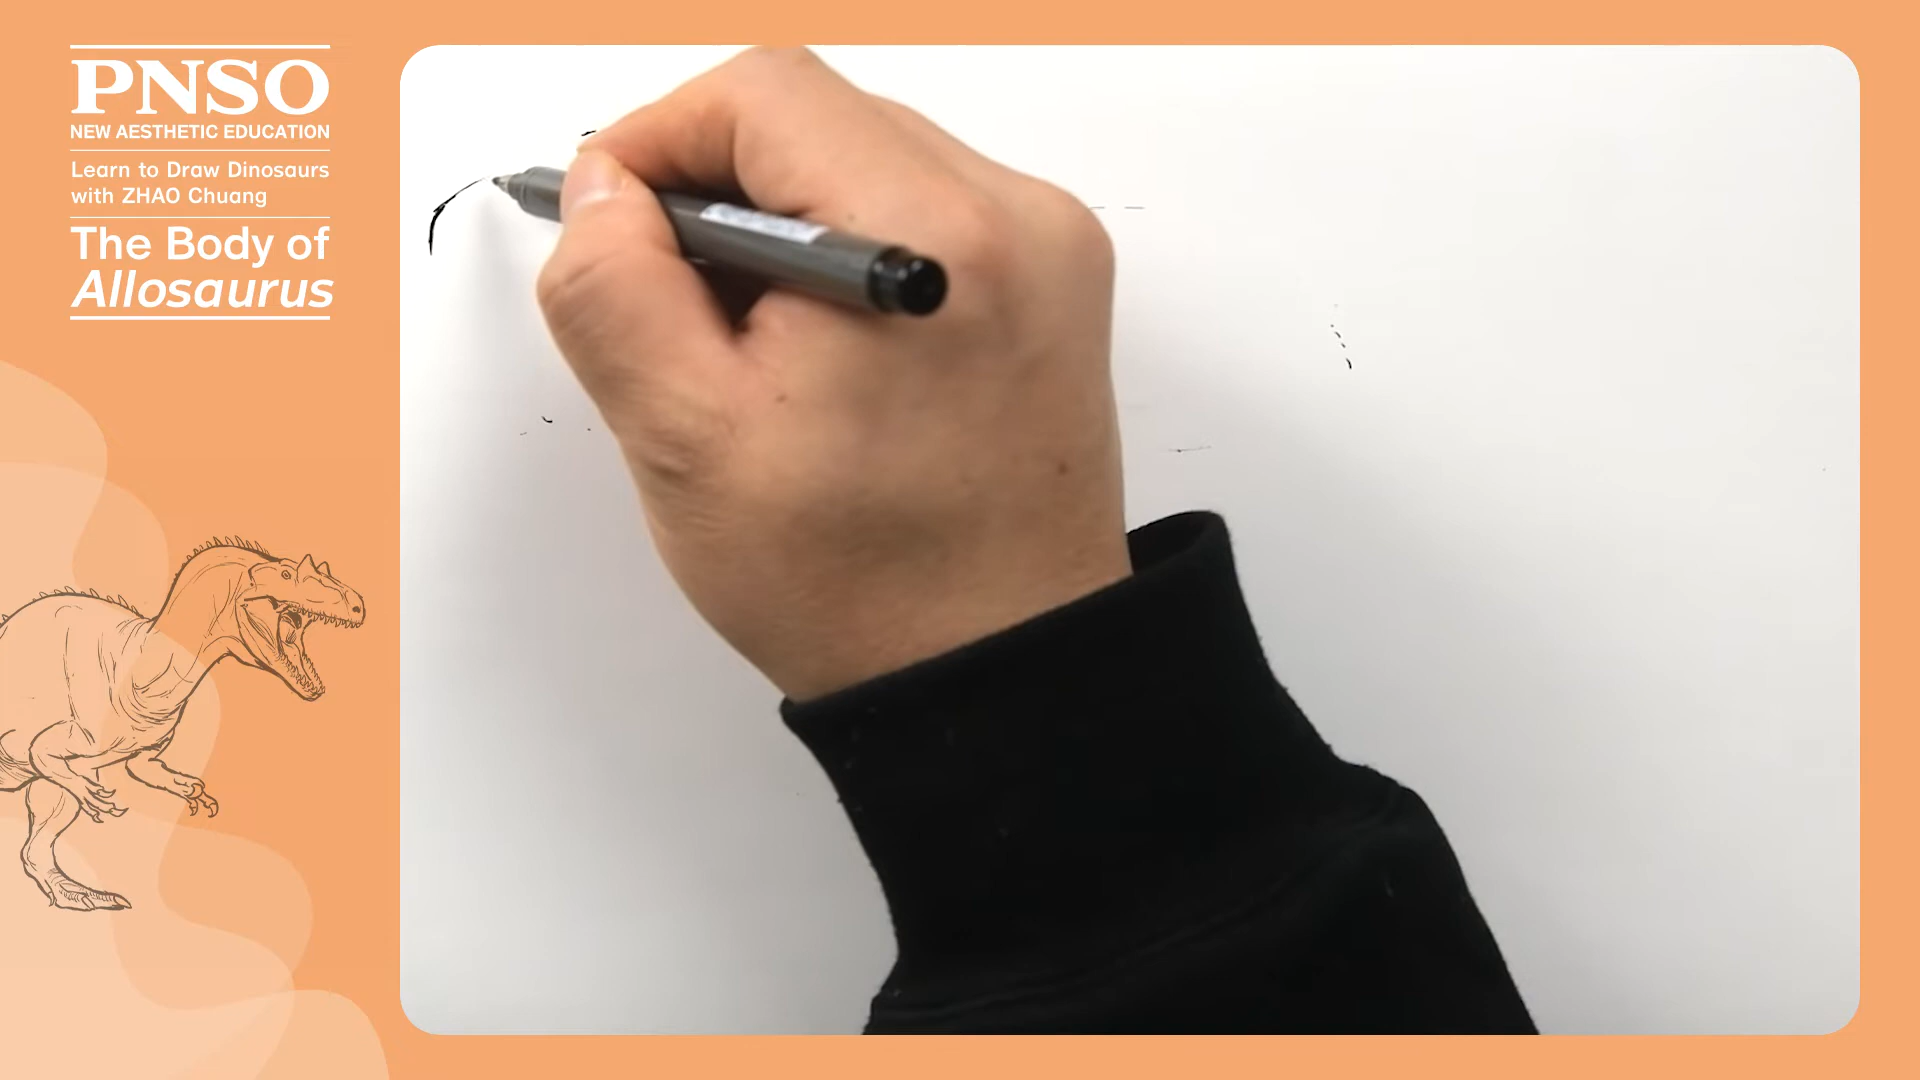 PNSO
NEW AESTHETIC EDUCATION
Learn to Draw Dinosaurs
with ZHAO Chuang
The Body of
Allosaurus